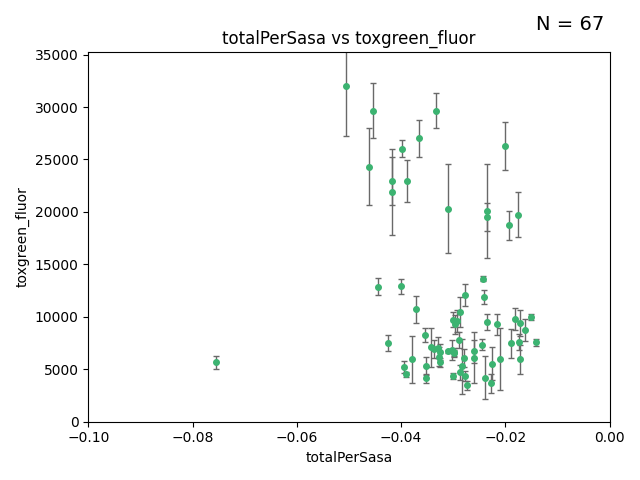 N = 67
totalPerSasa vs toxgreen_fluor
35000
30000
25000
20000
15000
10000
5000
0
toxgreen_fluor
−0.10 −0.08 −0.06 −0.04 −0.02 0.00
totalPerSasa